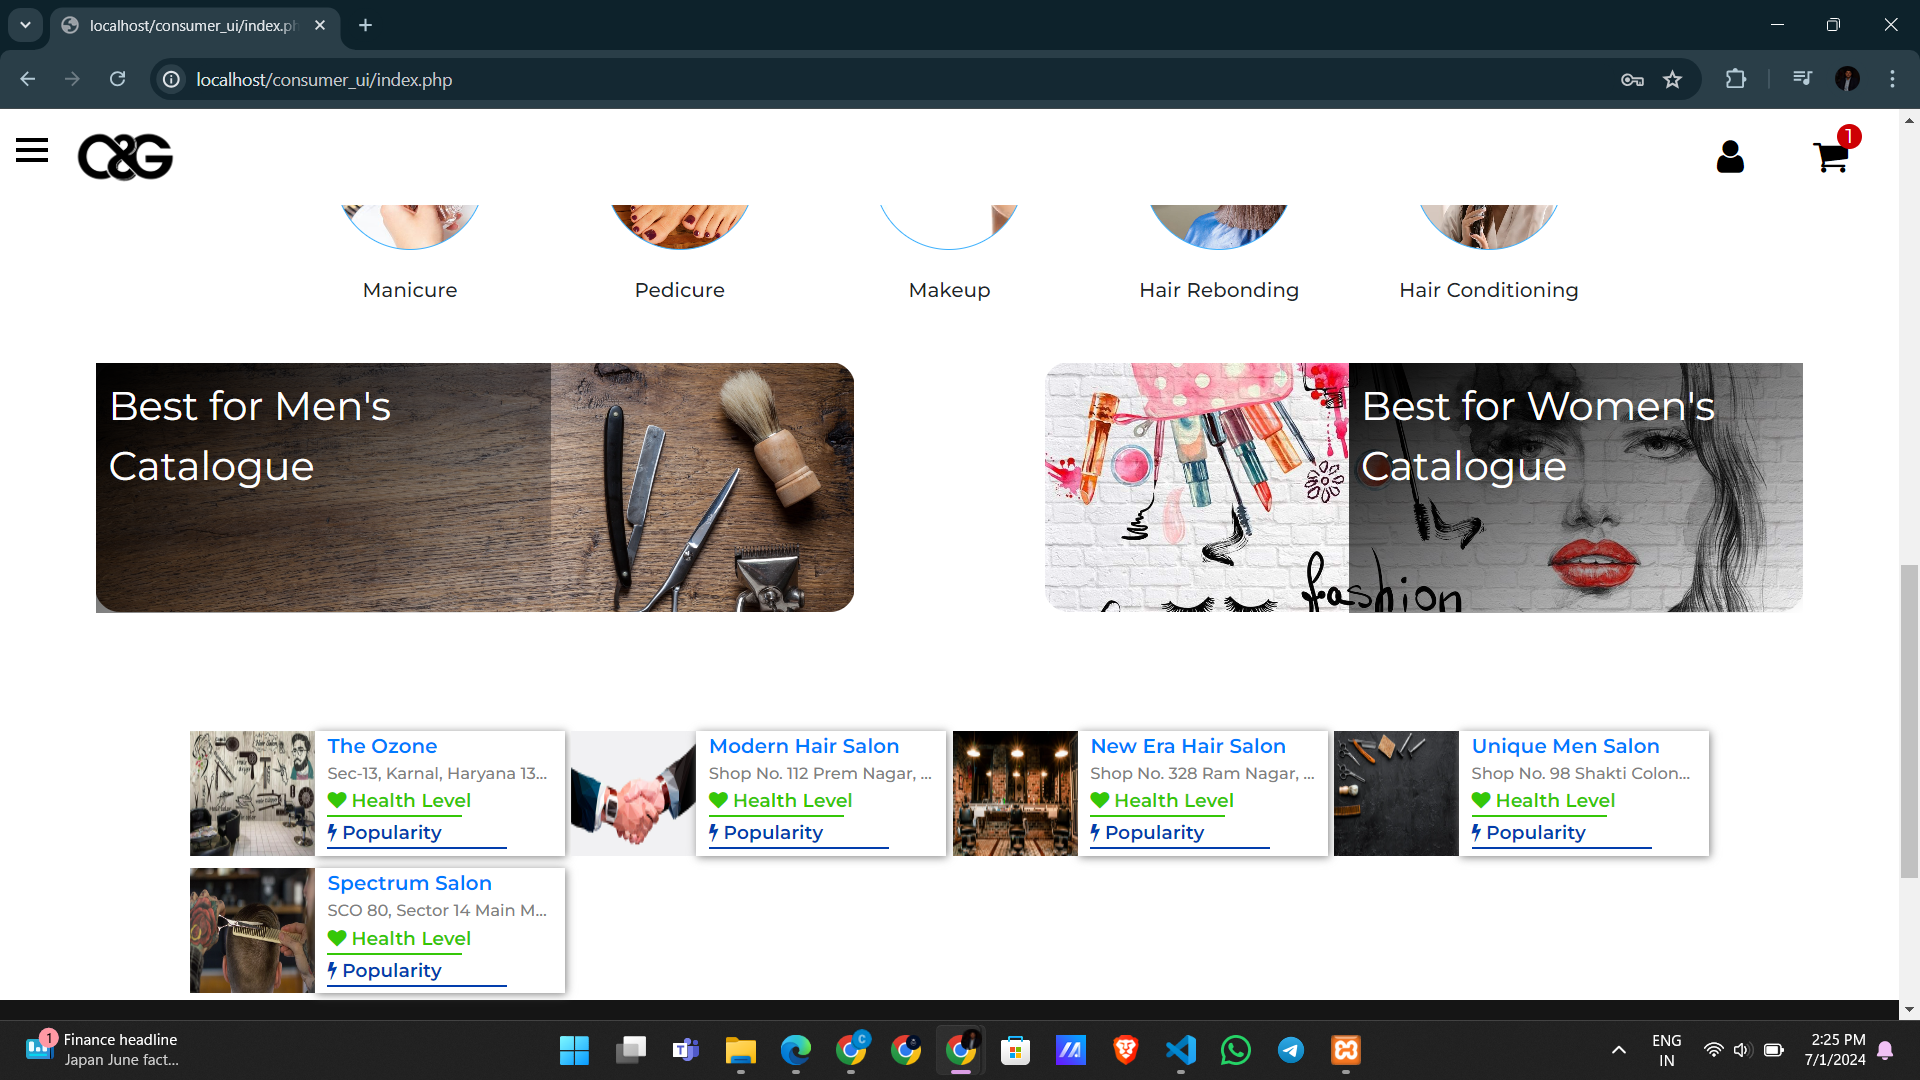 localhost/consumer_ui/index.ph
localhost/consumer_ui/index.php
C&G
1
Manicure
Pedicure
Makeup
Hair Rebonding
Hair Conditioning
Best for Men's
Catalogue
Best for Women's
Catalogue
fashion
The Ozone
Sec-13, Karnal, Haryana 13...
Health Level
Popularity
Modern Hair Salon
Shop No. 112 Prem Nagar, ...
Health Level
Popularity
New Era Hair Salon
Shop No. 328 Ram Nagar, ...
Health Level
Popularity
Unique Men Salon
Shop No. 98 Shakti Colon...
Health Level
Popularity
Spectrum Salon
SCO 80, Sector 14 Main M...
Health Level
Popularity
1
Finance headline
Japan June fact...
C
ENG
IN
2:25 PM
7/1/2024